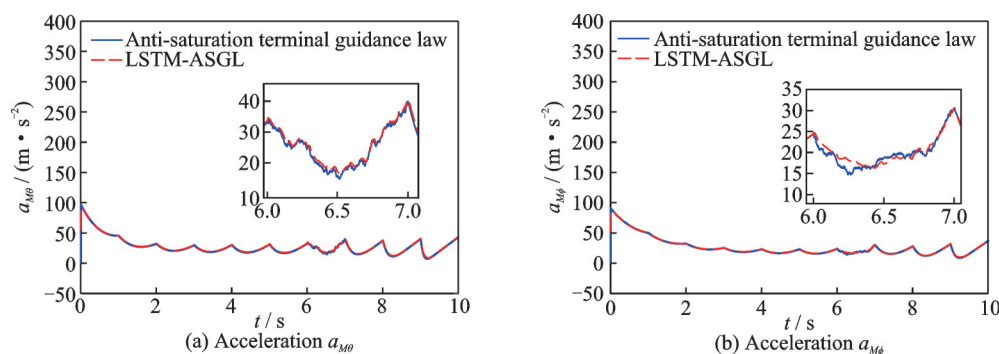 400
350
300
250
200
150
100
50
0
−50
a_Mθ / (m • s⁻²)
Anti-saturation terminal guidance law
LSTM-ASGL
40
30
20
10
6.0 6.5 7.0
0 2 4 6 8 10
t / s
(a) Acceleration a_Mθ
400
350
300
250
200
150
100
50
0
−50
a_Mϕ / (m • s⁻²)
Anti-saturation terminal guidance law
LSTM-ASGL
35
30
25
20
15
10
6.0 6.5 7.0
0 2 4 6 8 10
t / s
(b) Acceleration a_Mϕ